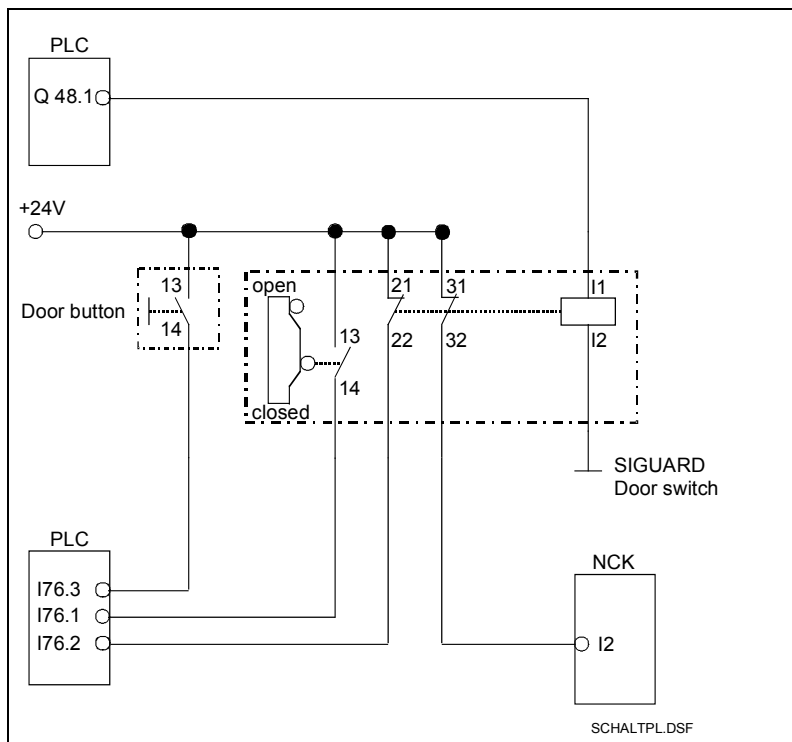 PLC
Q 48.1
+24V
13
Door button
14
open
21
31
I1
13
22
32
I2
14
closed
SIGUARD
Door switch
PLC
I76.3
I76.1
I76.2
NCK
I2
SCHALTPL.DSF